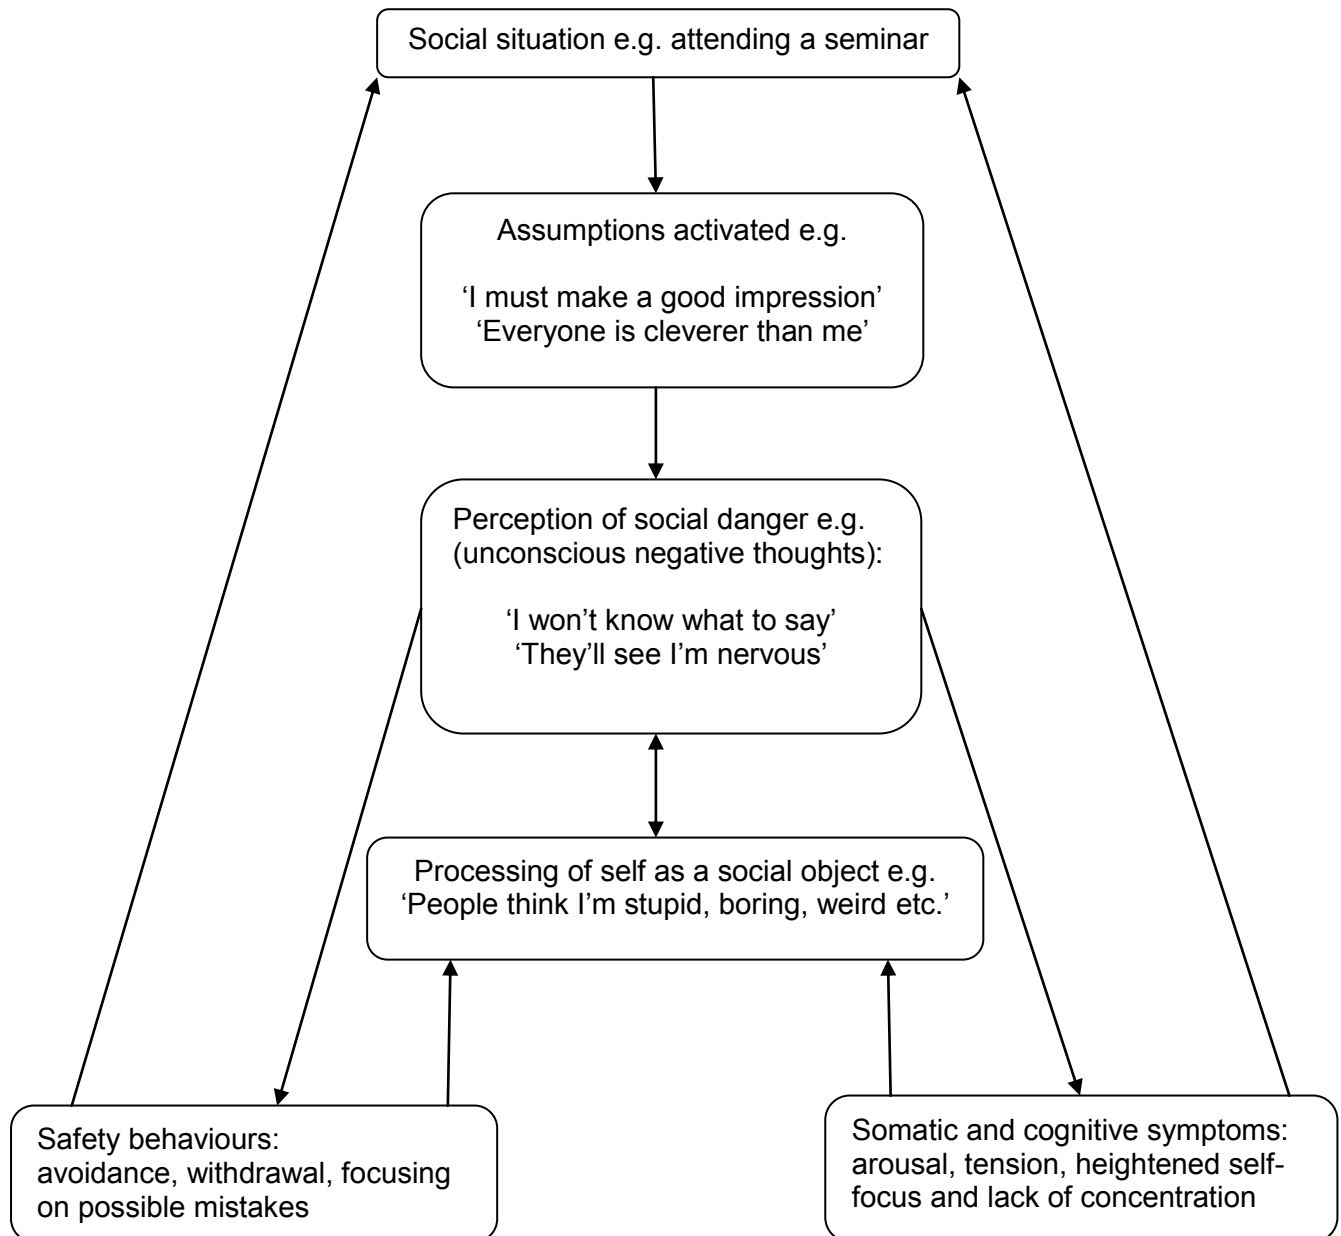 Social situation e.g. attending a seminar
Assumptions activated e.g.
‘I must make a good impression’
‘Everyone is cleverer than me’
Perception of social danger e.g.
(unconscious negative thoughts):
‘I won’t know what to say’
‘They’ll see I’m nervous’
Processing of self as a social object e.g.
‘People think I’m stupid, boring, weird etc.’
Safety behaviours:
avoidance, withdrawal, focusing
on possible mistakes
Somatic and cognitive symptoms:
arousal, tension, heightened self-
focus and lack of concentration